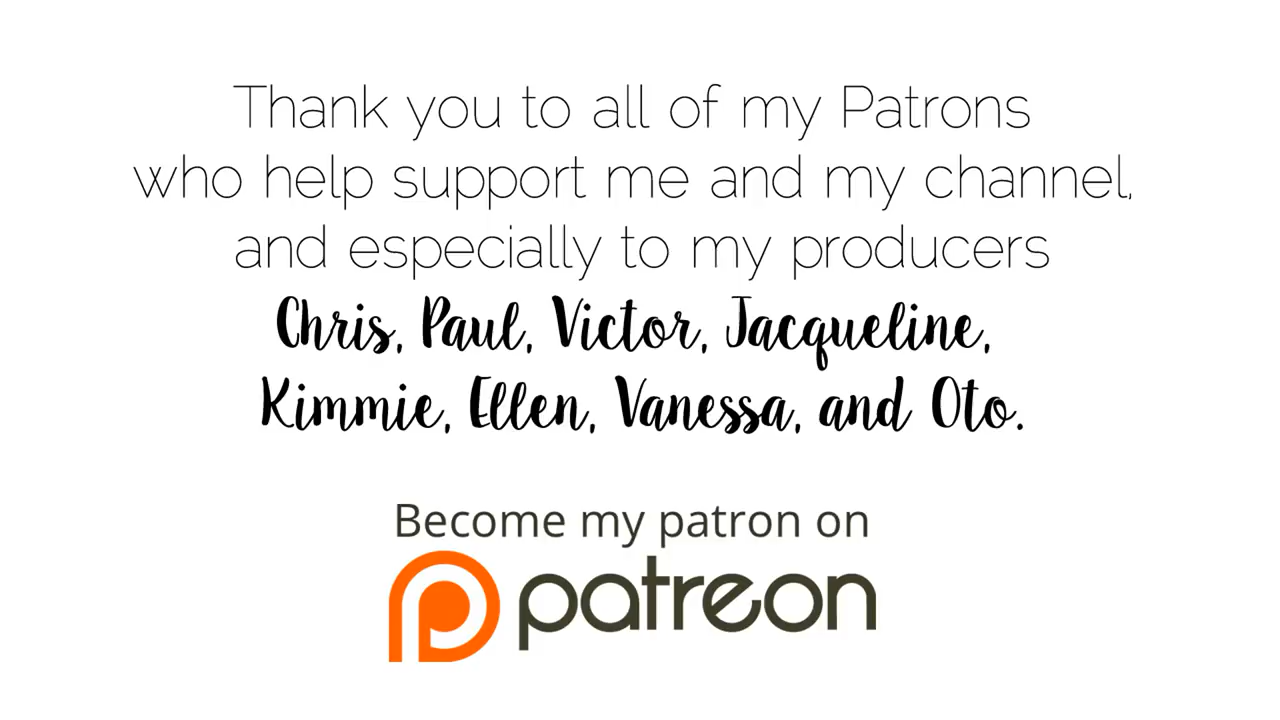 Thank you to all of my Patrons
who help support me and my channel,
and especially to my producers
Chris, Paul, Victor, Jacqueline,
Kimmie, Ellen, Vanessa, and Oto.
Become my patron on
patreon